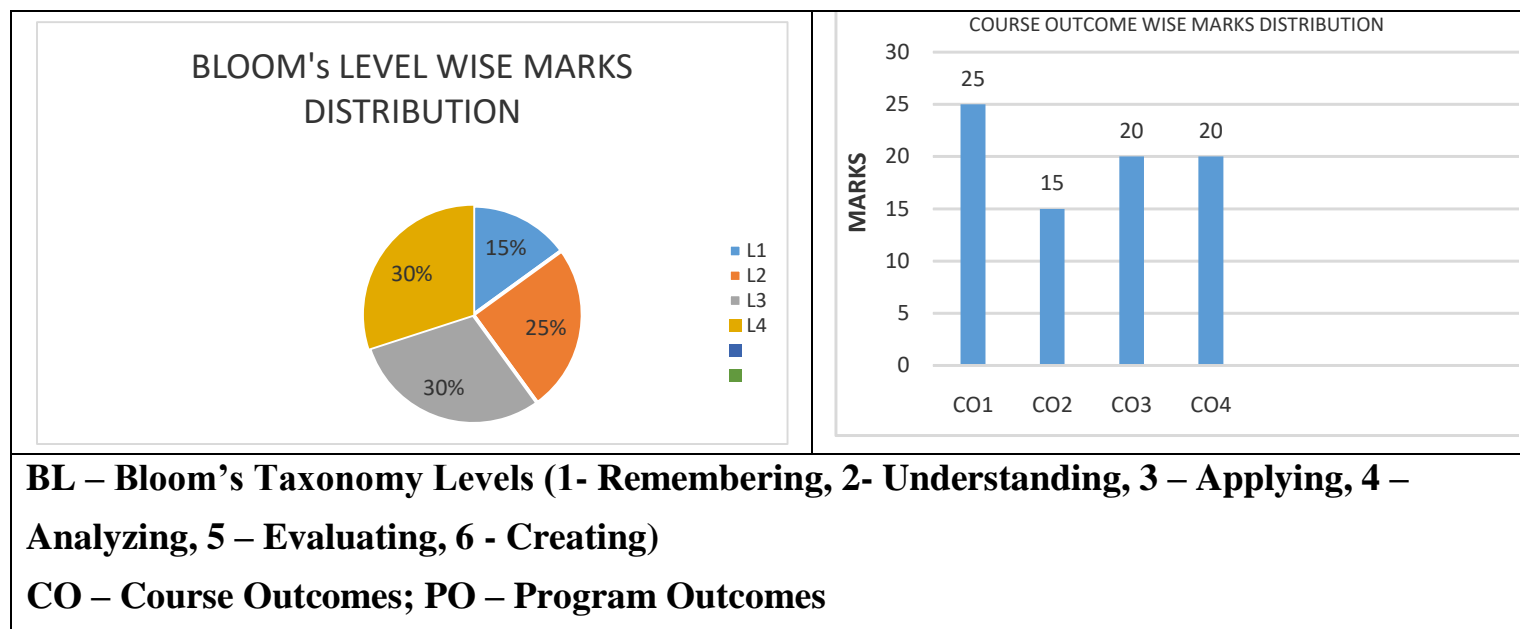 BLOOM's LEVEL WISE MARKS
DISTRIBUTION
15%
25%
30%
30%
L1
L2
L3
L4
COURSE OUTCOME WISE MARKS DISTRIBUTION
MARKS
30
25
20
15
10
5
0
25
15
20
20
CO1 CO2 CO3 CO4
BL – Bloom’s Taxonomy Levels (1- Remembering, 2- Understanding, 3 – Applying, 4 –
Analyzing, 5 – Evaluating, 6 - Creating)
CO – Course Outcomes; PO – Program Outcomes